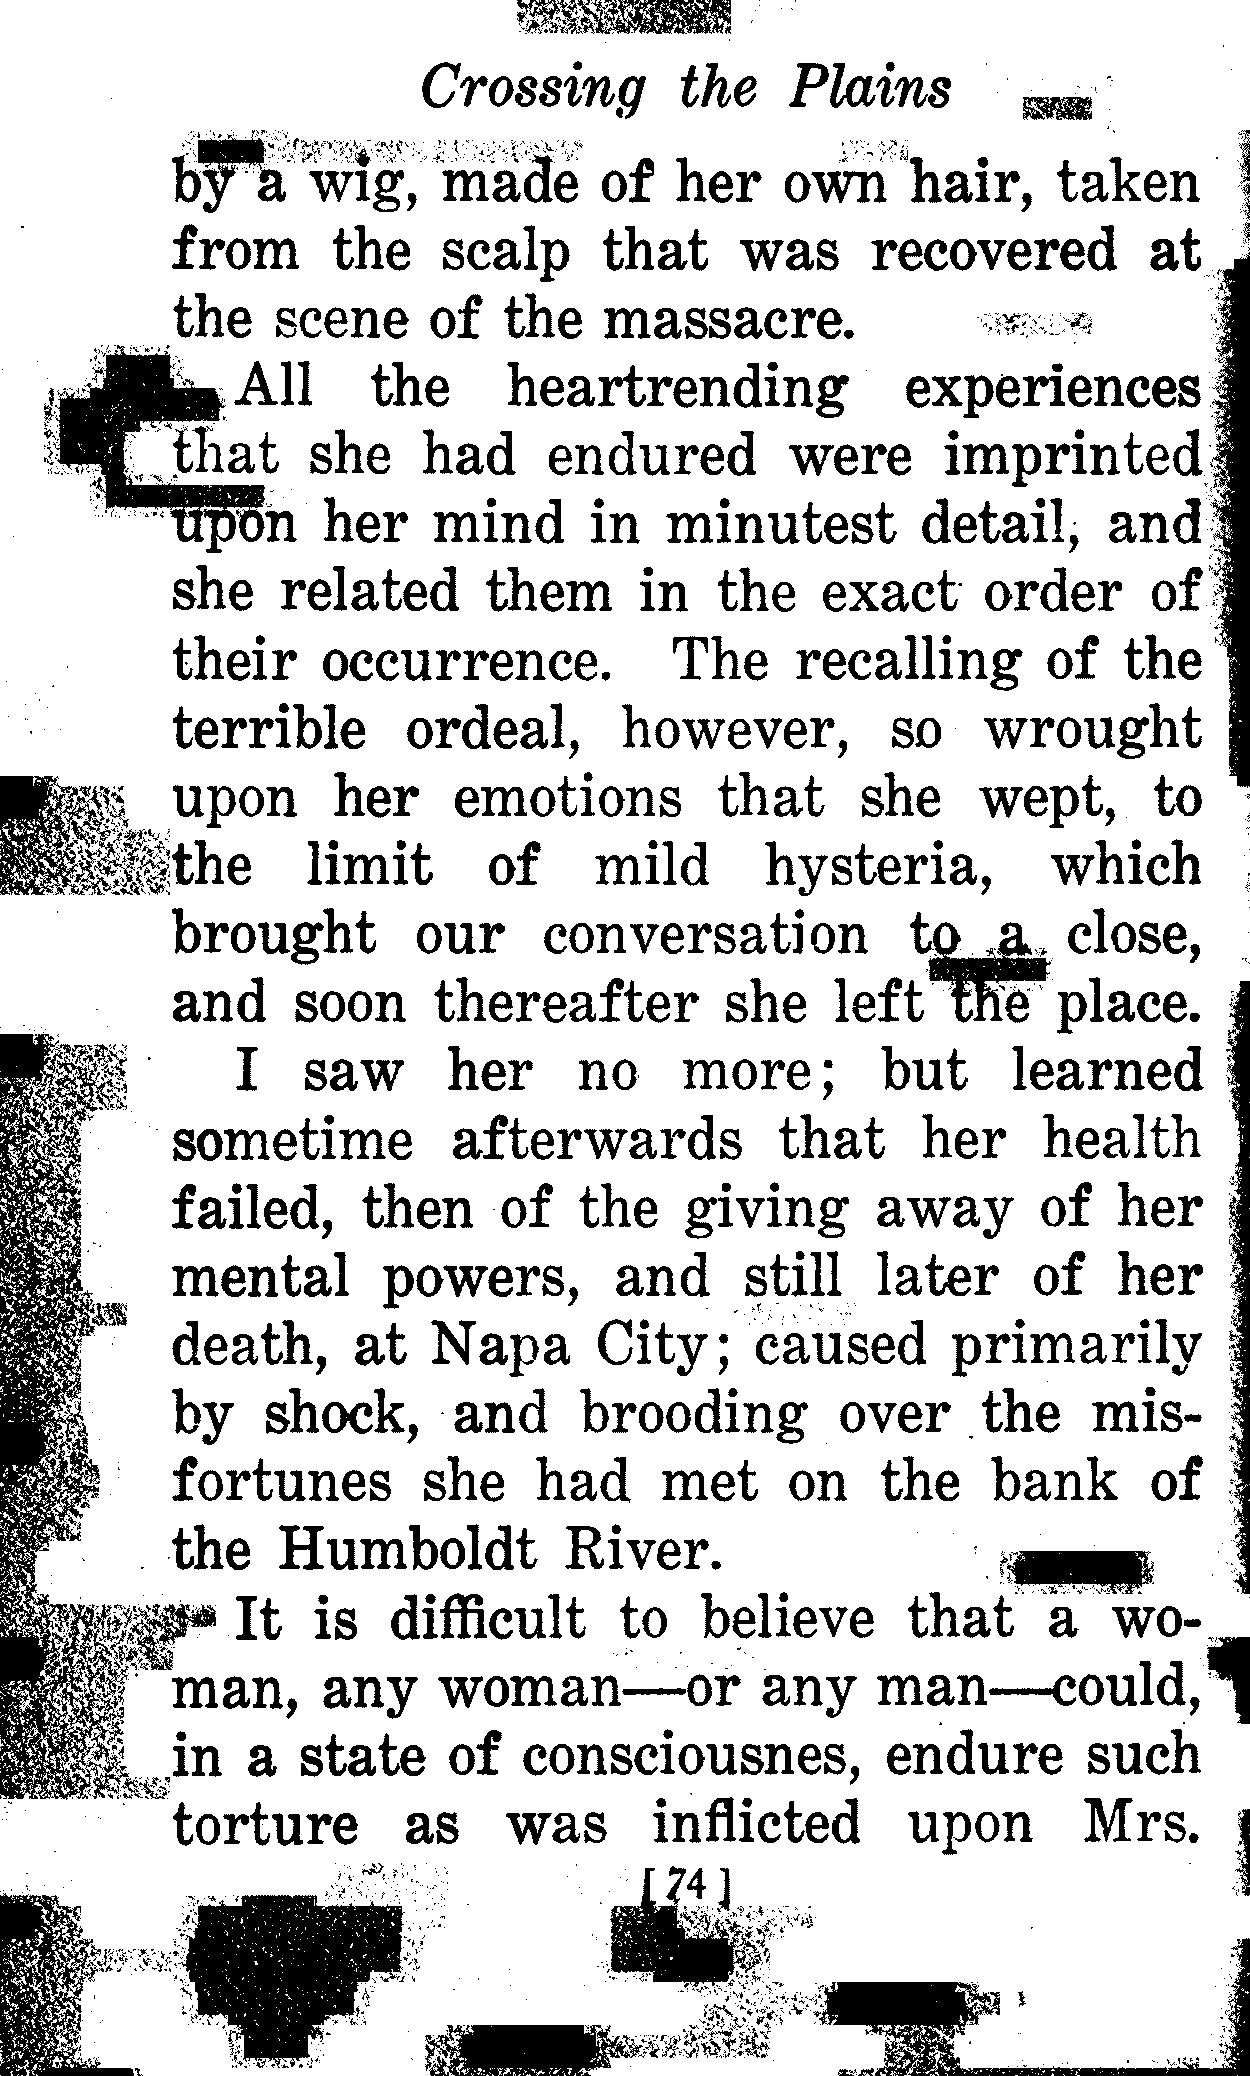 Crossing the Plains
by a wig, made of her own hair, taken
from the scalp that was recovered at
the scene of the massacre.
All the heartrending experiences
that she had endured were imprinted
upon her mind in minutest detail, and
she related them in the exact order of
their occurrence. The recalling of the
terrible ordeal, however, so wrought
upon her emotions that she wept, to
the limit of mild hysteria, which
brought our conversation to a close,
and soon thereafter she left the place.
I saw her no more; but learned
sometime afterwards that her health
failed, then of the giving away of her
mental powers, and still later of her
death, at Napa City; caused primarily
by shock, and brooding over the mis-
fortunes she had met on the bank of
the Humboldt River.
It is difficult to believe that a wo-
man, any woman—or any man—could,
in a state of consciousnes, endure such
torture as was inflicted upon Mrs.
[74]